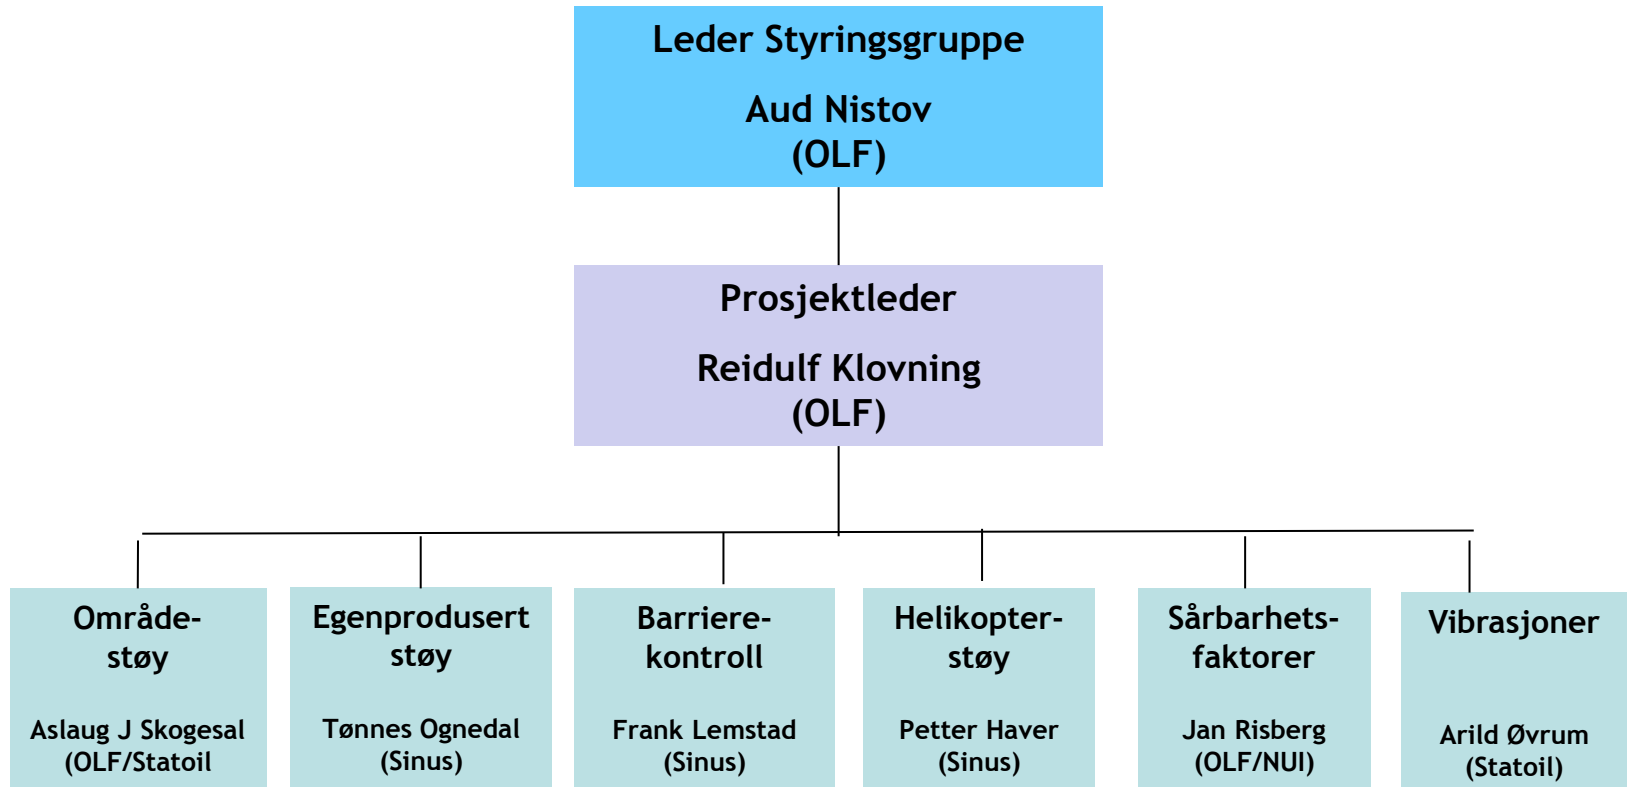 Leder Styringsgruppe
Aud Nistov
(OLF)
Prosjektleder
Reidulf Klovning
(OLF)
Område-
støy
Aslaug J Skogesal
(OLF/Statoil
Egenprodusert
støy
Tønnes Ognedal
(Sinus)
Barriere-
kontroll
Frank Lemstad
(Sinus)
Helikopter-
støy
Petter Haver
(Sinus)
Sårbarhets-
faktorer
Jan Risberg
(OLF/NUI)
Vibrasjoner
Arild Øvrum
(Statoil)